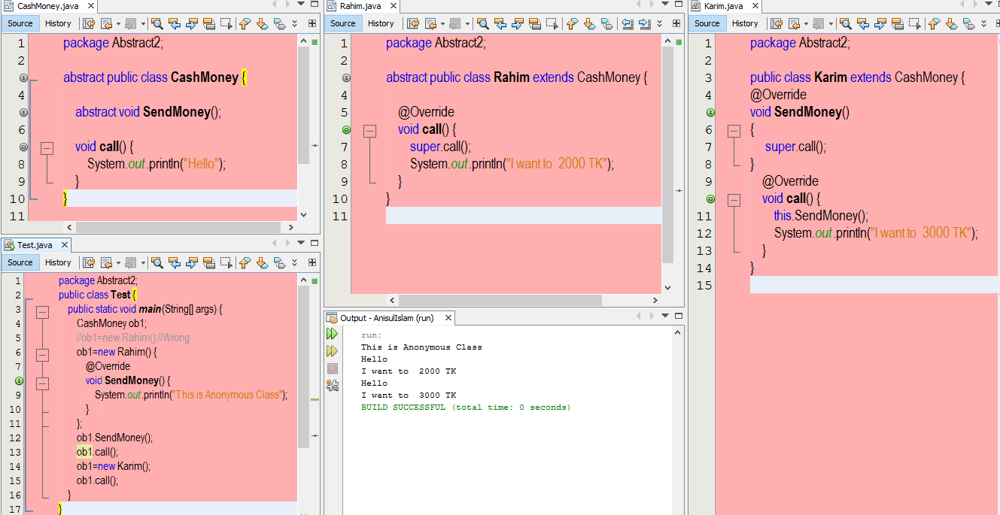 CashMoney.java
Source History
1 package Abstract2;
2
3 abstract public class CashMoney {
4
5 abstract void SendMoney();
6
7 void call() {
8 System.out.println("Hello");
9 }
10 }
11
Test.java
Source History
1 package Abstract2;
2 public class Test {
3 public static void main(String[] args) {
4 CashMoney ob1;
5 //ob1=new Rahim();//Wrong
6 ob1=new Rahim() {
7 @Override
void SendMoney() {
9 System.out.println("This is Anonymous Class");
10 }
11 };
12 ob1.SendMoney();
13 ob1.call();
14 ob1=new Karim();
15 ob1.call();
16 }
17 }
Rahim.java
Source History
1 package Abstract2;
2
abstract public class Rahim extends CashMoney {
4
5 @Override
void call() {
7 super.call();
8 System.out.println("I want to  2000 TK");
9 }
10 }
11
Output - AnisulIslam (run)
run:
This is Anonymous Class
Hello
I want to  2000 TK
Hello
I want to  3000 TK
BUILD SUCCESSFUL (total time: 0 seconds)
Karim.java
Source History
1 package Abstract2;
2
3 public class Karim extends CashMoney {
4 @Override
void SendMoney()
6 {
7 super.call();
8 }
9 @Override
void call() {
11 this.SendMoney();
12 System.out.println("I want to  3000 TK");
13 }
14 }
15